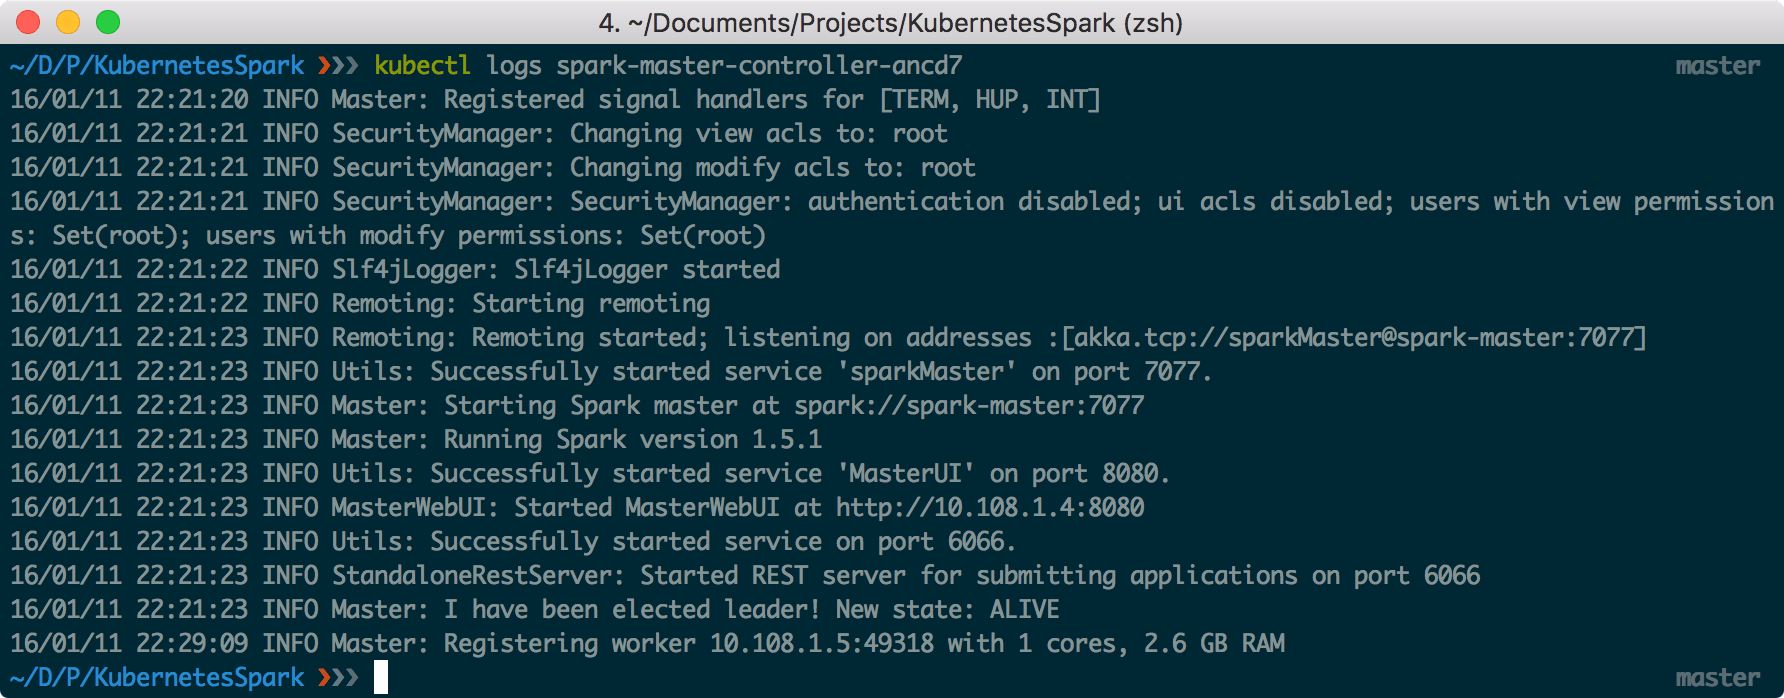 4. ~/Documents/Projects/KubernetesSpark (zsh)
~/D/P/KubernetesSpark ❯❯❯ kubectl logs spark-master-controller-ancd7 master
16/01/11 22:21:20 INFO Master: Registered signal handlers for [TERM, HUP, INT]
16/01/11 22:21:21 INFO SecurityManager: Changing view acls to: root
16/01/11 22:21:21 INFO SecurityManager: Changing modify acls to: root
16/01/11 22:21:21 INFO SecurityManager: SecurityManager: authentication disabled; ui acls disabled; users with view permission
s: Set(root); users with modify permissions: Set(root)
16/01/11 22:21:22 INFO Slf4jLogger: Slf4jLogger started
16/01/11 22:21:22 INFO Remoting: Starting remoting
16/01/11 22:21:23 INFO Remoting: Remoting started; listening on addresses :[akka.tcp://sparkMaster@spark-master:7077]
16/01/11 22:21:23 INFO Utils: Successfully started service 'sparkMaster' on port 7077.
16/01/11 22:21:23 INFO Master: Starting Spark master at spark://spark-master:7077
16/01/11 22:21:23 INFO Master: Running Spark version 1.5.1
16/01/11 22:21:23 INFO Utils: Successfully started service 'MasterUI' on port 8080.
16/01/11 22:21:23 INFO MasterWebUI: Started MasterWebUI at http://10.108.1.4:8080
16/01/11 22:21:23 INFO Utils: Successfully started service on port 6066.
16/01/11 22:21:23 INFO StandaloneRestServer: Started REST server for submitting applications on port 6066
16/01/11 22:21:23 INFO Master: I have been elected leader! New state: ALIVE
16/01/11 22:29:09 INFO Master: Registering worker 10.108.1.5:49318 with 1 cores, 2.6 GB RAM
~/D/P/KubernetesSpark ❯❯❯ master